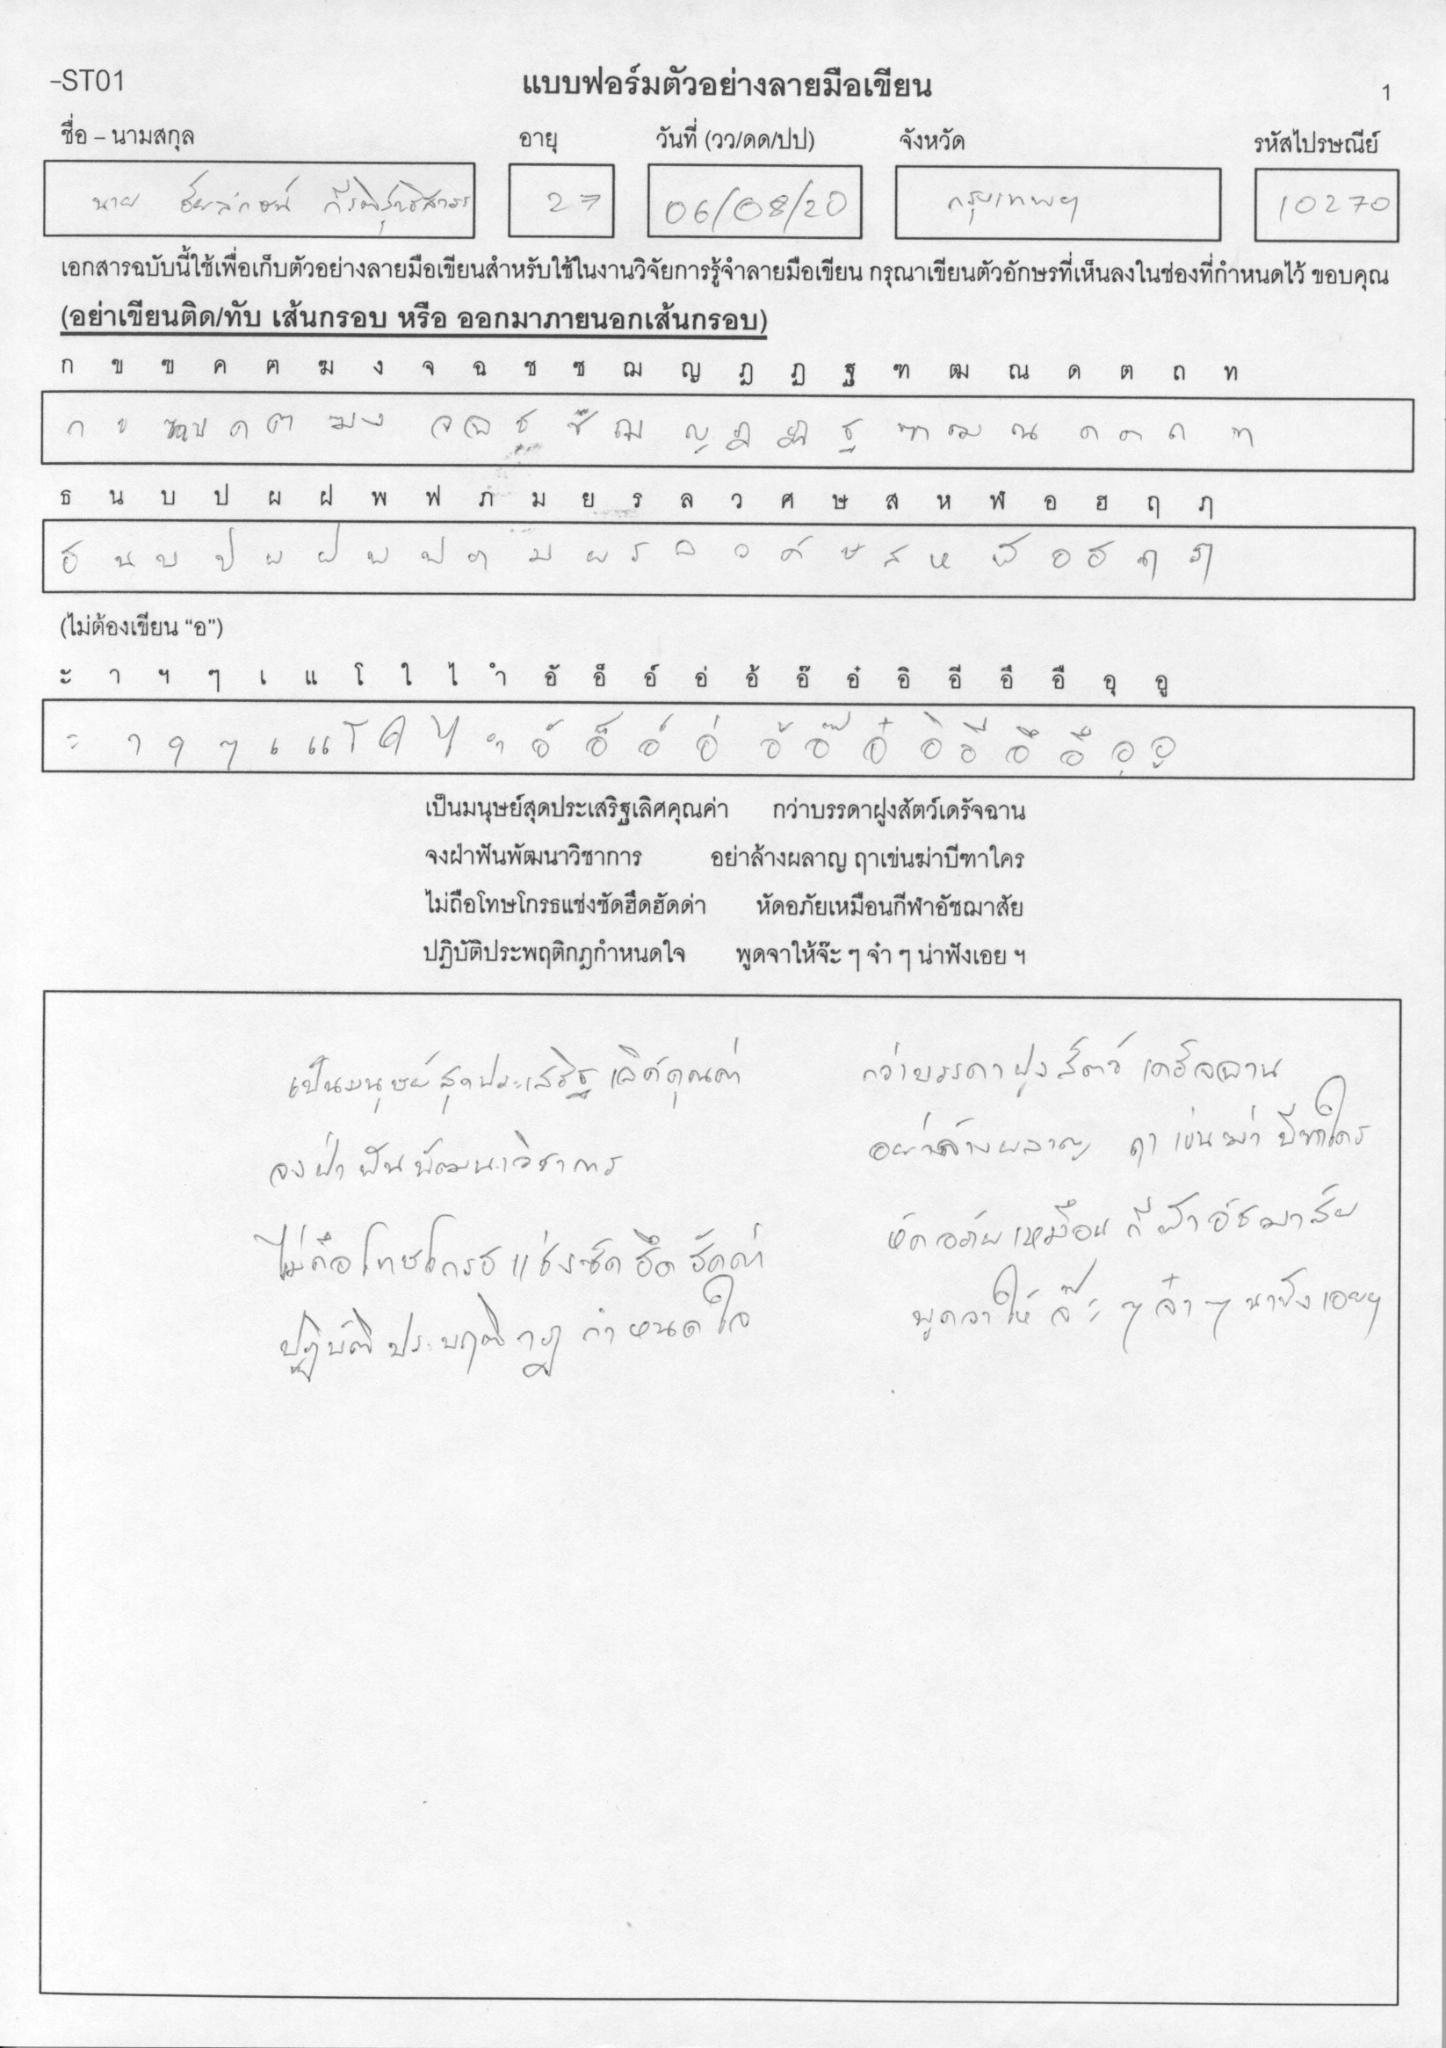 -ST01
แบบฟอร์มตัวอย่างลายมือเขียน
1
ชื่อ – นามสกุล อายุ วันที่ (วว/ดด/ปป) จังหวัด รหัสไปรษณีย์
นาย 27 06/08/20 กรุงเทพฯ 10270
เอกสารฉบับนี้ใช้เพื่อเก็บตัวอย่างลายมือเขียนสำหรับใช้ในงานวิจัยการรู้จำลายมือเขียน กรุณาเขียนตัวอักษรที่เห็นลงในช่องที่กำหนดไว้ ขอบคุณ
(อย่าเขียนติด/ทับ เส้นกรอบ หรือ ออกมาภายนอกเส้นกรอบ)
ก ข ฃ ค ฅ ฆ ง จ ฉ ช ซ ฌ ญ ฎ ฏ ฐ ฑ ฒ ณ ด ต ถ ท
ก ข ค ฅ ฆ ง จ ฉ ช ซ ฌ ญ ฎ ฏ ฐ ฑ ฒ ณ ด ต ถ ท
ธ น บ ป ผ ฝ พ ฟ ภ ม ย ร ล ว ศ ษ ส ห ฬ อ ฮ ฤ ฦ
ธ น บ ป ผ ฝ พ ฟ ภ ม ย ร ล ว ศ ษ ส ห ฬ อ ฮ ฤ ฦ
(ไม่ต้องเขียน “อ”)
ะ า ฯ ๆ เ แ โ ใ ไ ำ อั อ็ อ์ อ่ อ้ อ๊ อ๋ อิ อี อึ อื อุ อู
ะ า ฯ ๆ เ แ โ ใ ไ ำ อั อ็ อ์ อ่ อ้ อ๊ อ๋ อิ อี อึ อื อุ อู
เป็นมนุษย์สุดประเสริฐเลิศคุณค่า กว่าบรรดาฝูงสัตว์เดรัจฉาน
จงฝ่าฟันพัฒนาวิชาการ อย่าล้างผลาญ ฤาเข่นฆ่าบีฑาใคร
ไม่ถือโทษโกรธแช่งซัดฮึดฮัดด่า หัดอภัยเหมือนกีฬาอัชฌาสัย
ปฏิบัติประพฤติกฎกำหนดใจ พูดจาให้จ๊ะ ๆ จ๋า ๆ น่าฟังเอย ฯ
เป็นมนุษย์สุดประเสริฐเลิศคุณค่า กว่าบรรดาฝูงสัตว์เดรัจฉาน
จงฝ่าฟันพัฒนาวิชาการ อย่าล้างผลาญ ฤาเข่นฆ่าบีฑาใคร
ไม่ถือโทษโกรธแช่งซัดฮึดฮัดด่า หัดอภัยเหมือนกีฬาอัชฌาสัย
ปฏิบัติประพฤติกฎกำหนดใจ พูดจาให้จ๊ะ ๆ จ๋า ๆ น่าฟังเอยฯ